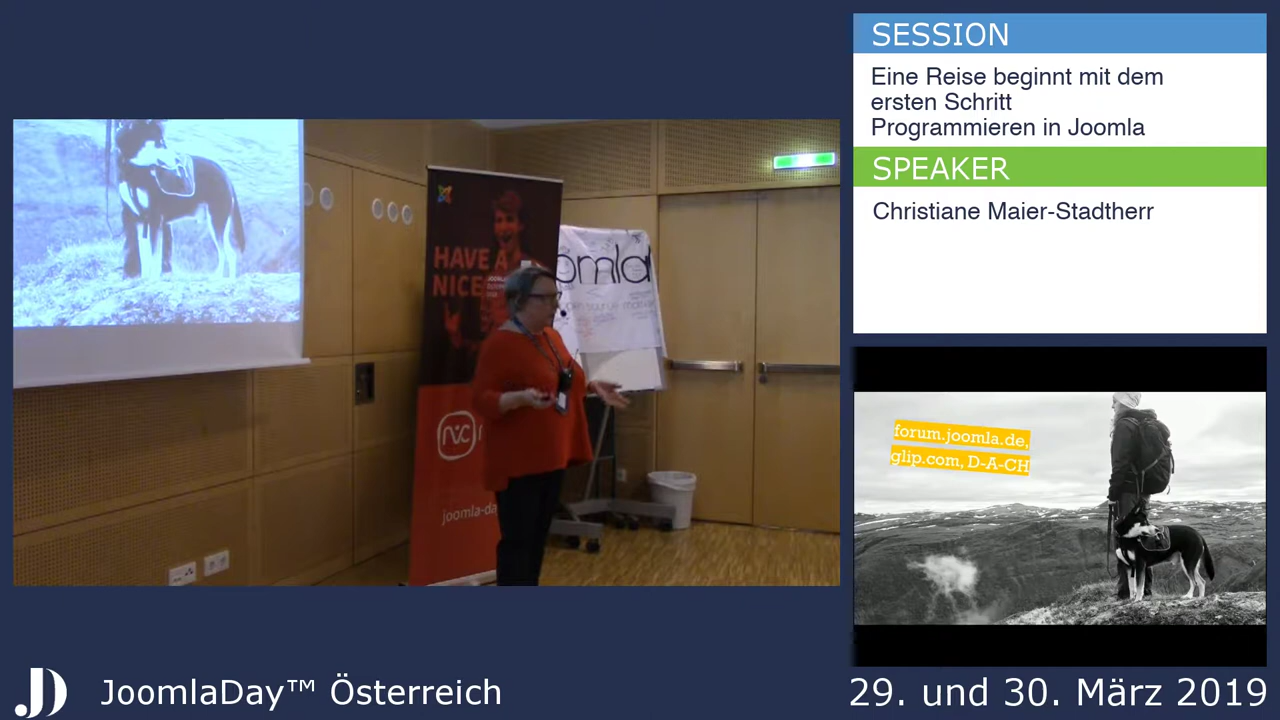 SESSION
Eine Reise beginnt mit dem
ersten Schritt
Programmieren in Joomla
SPEAKER
Christiane Maier-Stadtherr
HAVE A
NICE
omla
joomla-da
forum.joomla.de,
glip.com, D-A-CH
JoomlaDay™ Österreich
29. und 30. März 2019